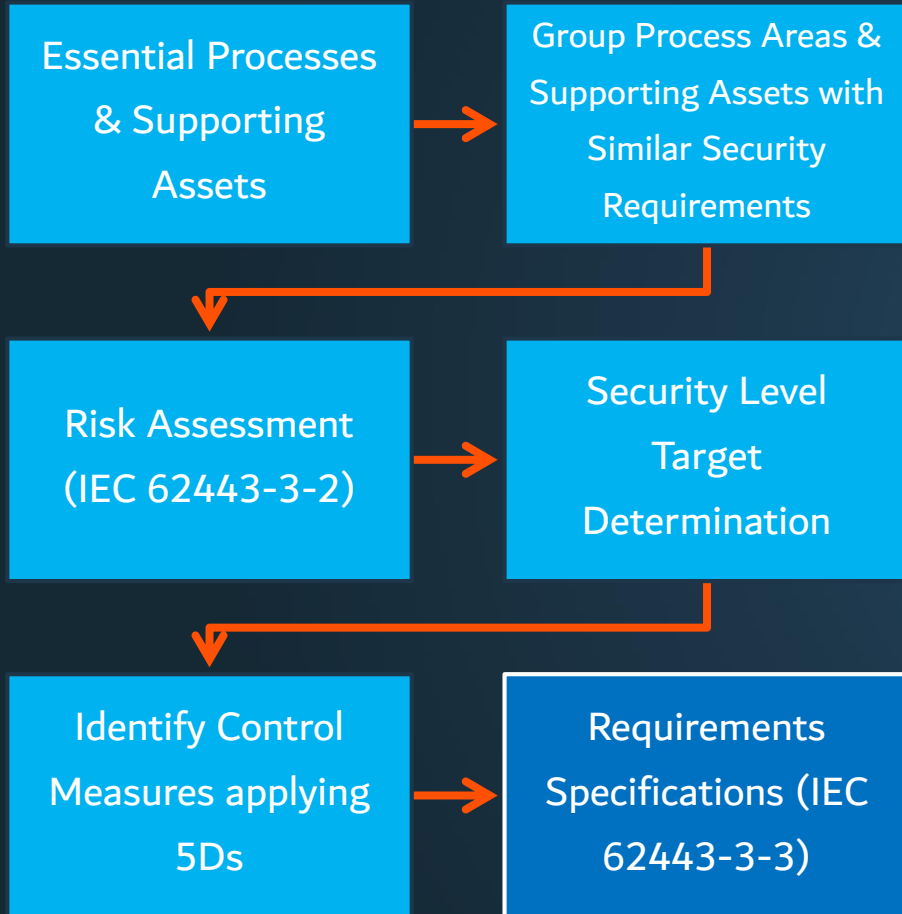 Essential Processes
& Supporting
Assets
Group Process Areas &
Supporting Assets with
Similar Security
Requirements
Risk Assessment
(IEC 62443-3-2)
Security Level
Target
Determination
Identify Control
Measures applying
5Ds
Requirements
Specifications (IEC
62443-3-3)